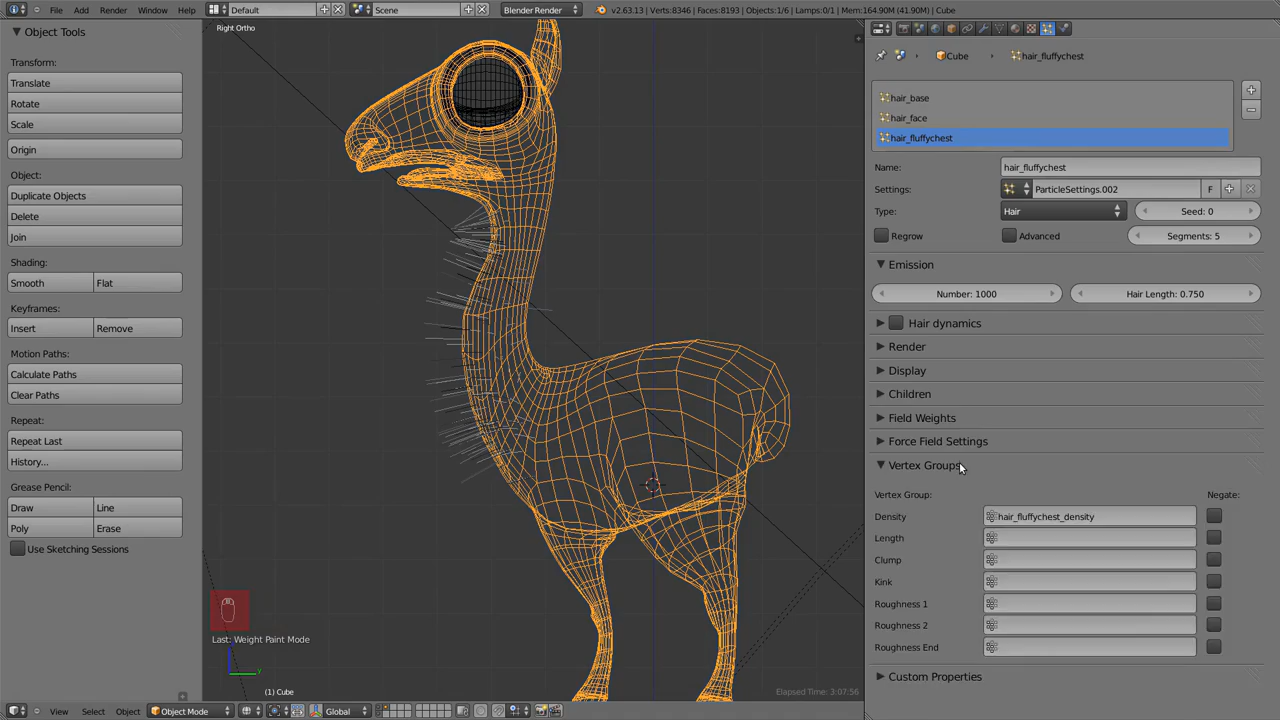 File Add Render Window Help Default Scene Blender Render v2.63.13 | Verts:8346 | Faces:8193 | Objects:1/6 | Lamps:0/1 | Mem:164.90M (41.90M) | Cube
Object Tools
Transform:
Translate
Rotate
Scale
Origin
Object:
Duplicate Objects
Delete
Join
Shading:
Smooth Flat
Keyframes:
Insert Remove
Motion Paths:
Calculate Paths
Clear Paths
Repeat:
Repeat Last
History...
Grease Pencil:
Draw Line
Poly Erase
Use Sketching Sessions
Right Ortho
Last: Weight Paint Mode
(1) Cube
Elapsed Time: 3:07:56
View Select Object Object Mode Global
Cube hair_fluffychest
hair_base
hair_face
hair_fluffychest
Name: hair_fluffychest
Settings: ParticleSettings.002 F
Type: Hair Seed: 0
Regrow Advanced Segments: 5
Emission
Number: 1000 Hair Length: 0.750
Hair dynamics
Render
Display
Children
Field Weights
Force Field Settings
Vertex Groups
Vertex Group: Negate:
Density hair_fluffychest_density
Length
Clump
Kink
Roughness 1
Roughness 2
Roughness End
Custom Properties